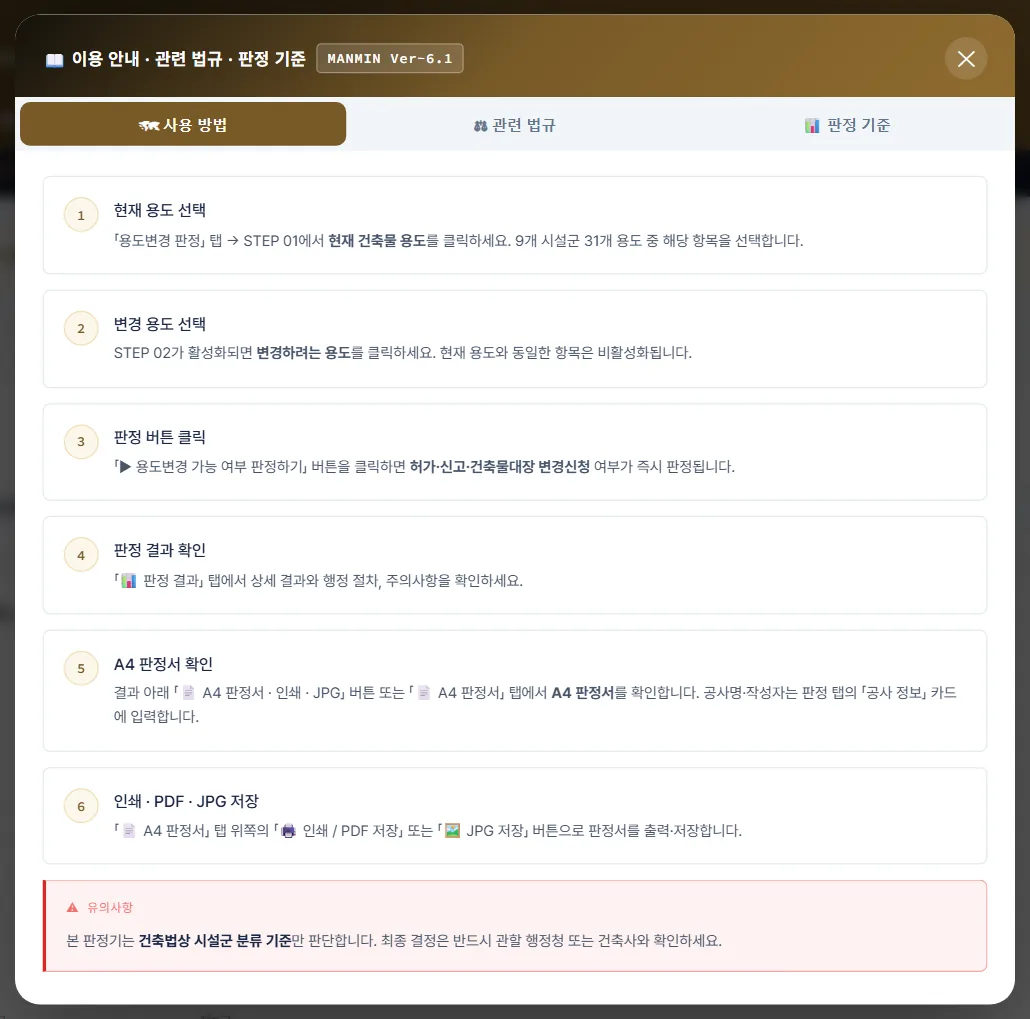 📖 이용 안내 · 관련 법규 · 판정 기준 MANMIN Ver-6.1
사용 방법
관련 법규
판정 기준
1
현재 용도 선택
「용도변경 판정」 탭 → STEP 01에서 현재 건축물 용도를 클릭하세요. 9개 시설군 31개 용도 중 해당 항목을 선택합니다.
2
변경 용도 선택
STEP 02가 활성화되면 변경하려는 용도를 클릭하세요. 현재 용도와 동일한 항목은 비활성화됩니다.
3
판정 버튼 클릭
「▶ 용도변경 가능 여부 판정하기」 버튼을 클릭하면 허가·신고·건축물대장 변경신청 여부가 즉시 판정됩니다.
4
판정 결과 확인
「📊 판정 결과」 탭에서 상세 결과와 행정 절차, 주의사항을 확인하세요.
5
A4 판정서 확인
결과 아래 「📄 A4 판정서 · 인쇄 · JPG」 버튼 또는 「📄 A4 판정서」 탭에서 A4 판정서를 확인합니다. 공사명·작성자는 판정 탭의 「공사 정보」 카드
에 입력합니다.
6
인쇄 · PDF · JPG 저장
「📄 A4 판정서」 탭 위쪽의 「🖨 인쇄 / PDF 저장」 또는 「🖼 JPG 저장」 버튼으로 판정서를 출력·저장합니다.
⚠ 유의사항
본 판정기는 건축법상 시설군 분류 기준만 판단합니다. 최종 결정은 반드시 관할 행정청 또는 건축사와 확인하세요.